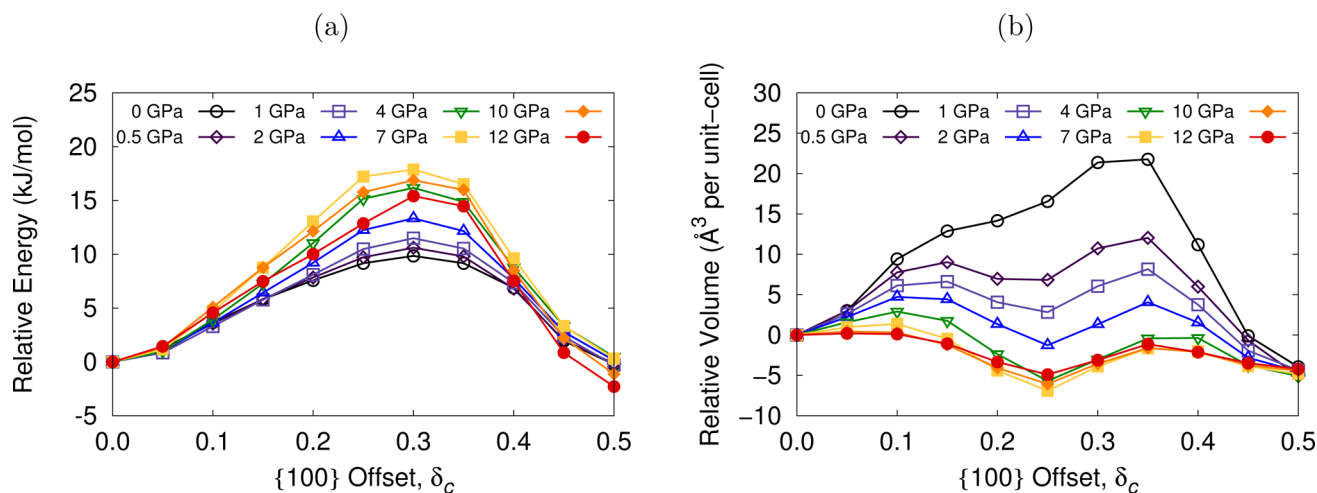 (a)
Relative Energy (kJ/mol)
25
20
15
10
5
0
-5
0 GPa 1 GPa 4 GPa 10 GPa
0.5 GPa 2 GPa 7 GPa 12 GPa
0.0 0.1 0.2 0.3 0.4 0.5
{100} Offset, δc
(b)
Relative Volume (Å³ per unit-cell)
30
25
20
15
10
5
0
-5
-10
0 GPa 1 GPa 4 GPa 10 GPa
0.5 GPa 2 GPa 7 GPa 12 GPa
0.0 0.1 0.2 0.3 0.4 0.5
{100} Offset, δc